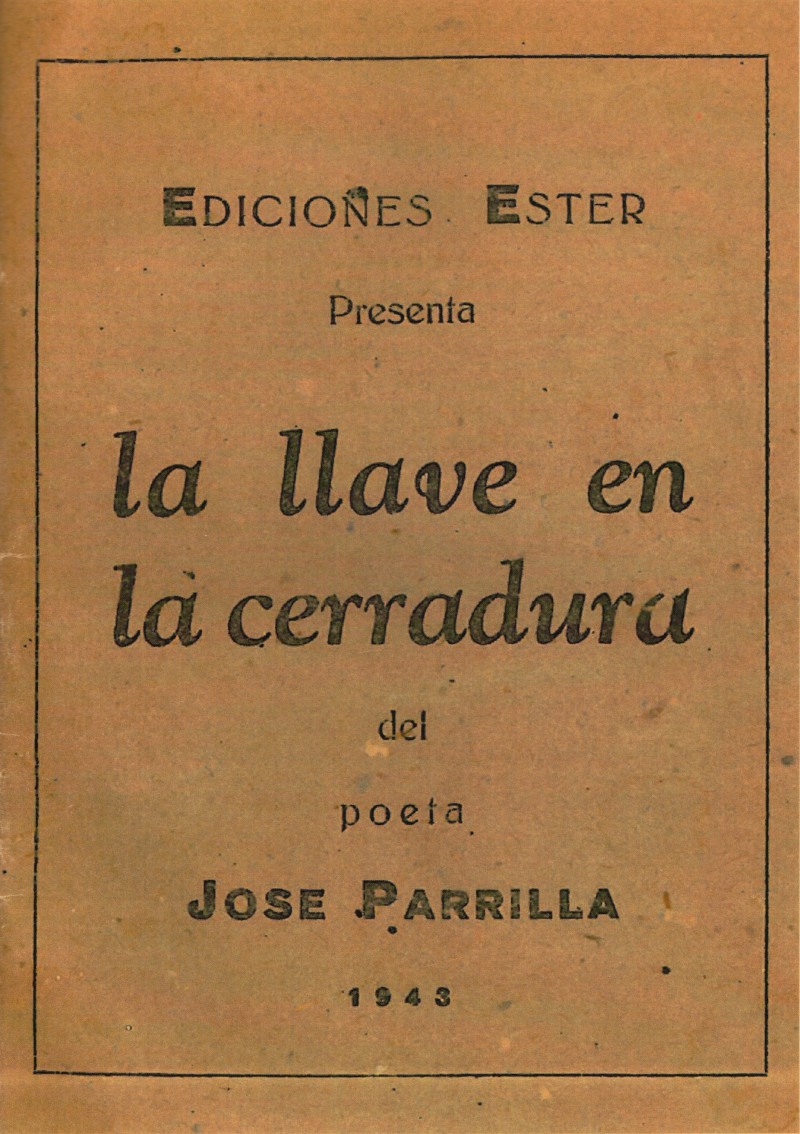 EDICIONES ESTER
Presenta
la llave en
la cerradura
del
poeta
JOSE PARRILLA
1943